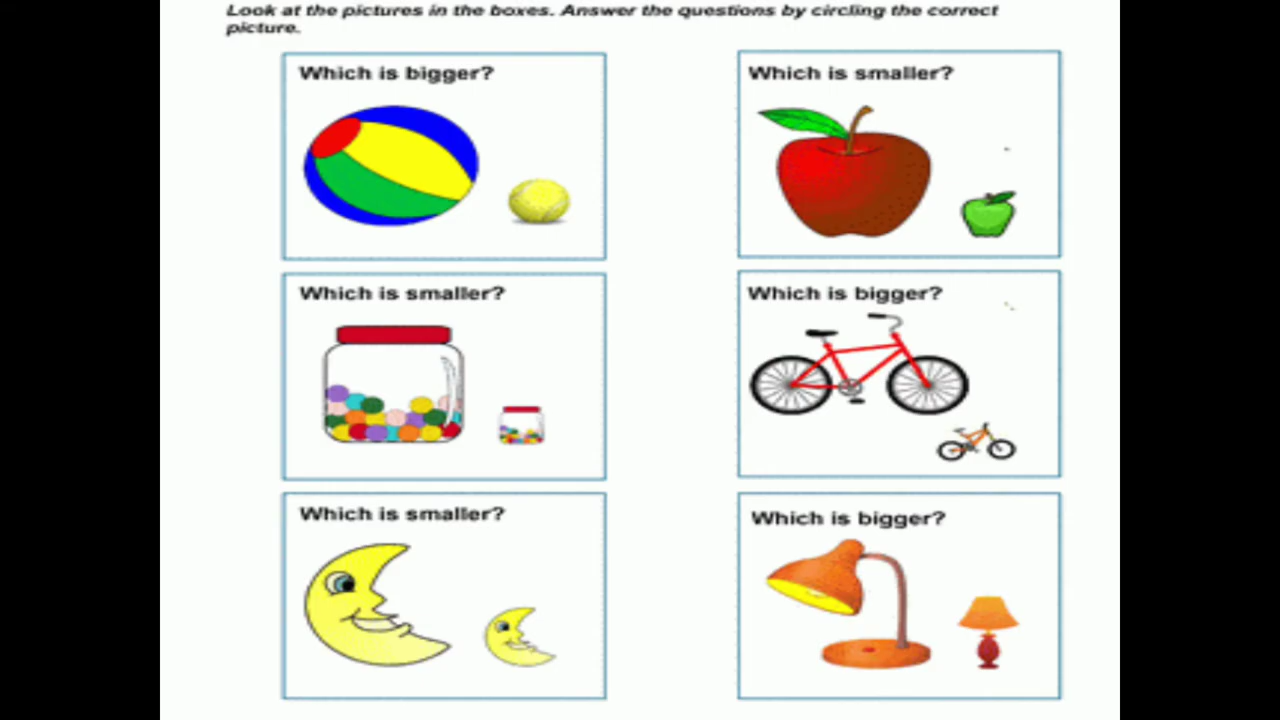 Look at the pictures in the boxes. Answer the questions by circling the correct
picture.
Which is bigger?
Which is smaller?
Which is smaller?
Which is bigger?
Which is smaller?
Which is bigger?